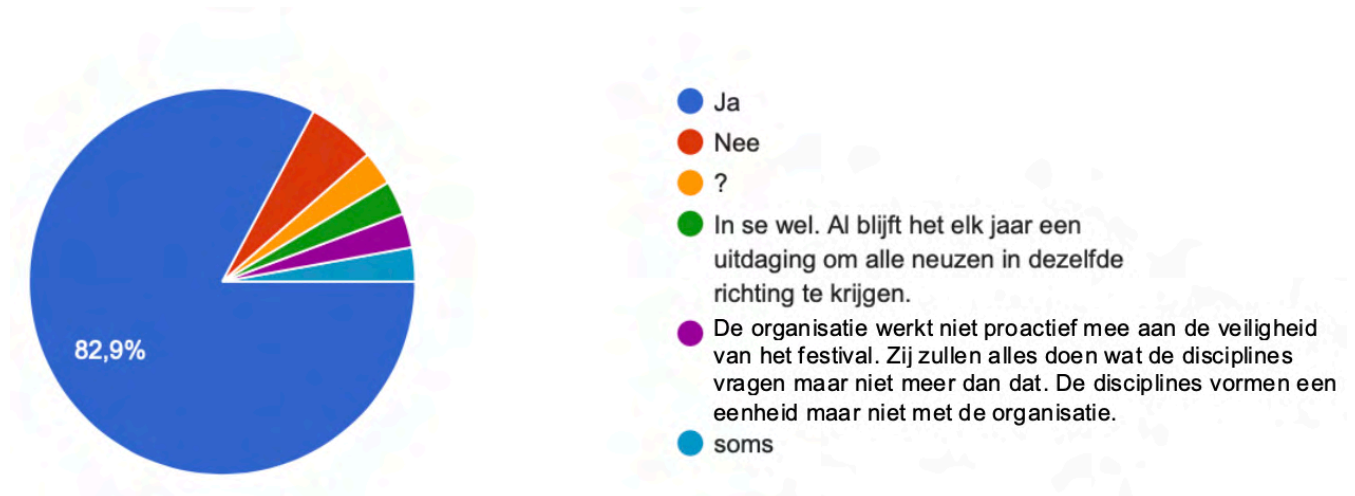 Ja
Nee
?
In se wel. Al blijft het elk jaar een
uitdaging om alle neuzen in dezelfde
richting te krijgen.
De organisatie werkt niet proactief mee aan de veiligheid
van het festival. Zij zullen alles doen wat de disciplines
vragen maar niet meer dan dat. De disciplines vormen een
eenheid maar niet met de organisatie.
soms
82,9%